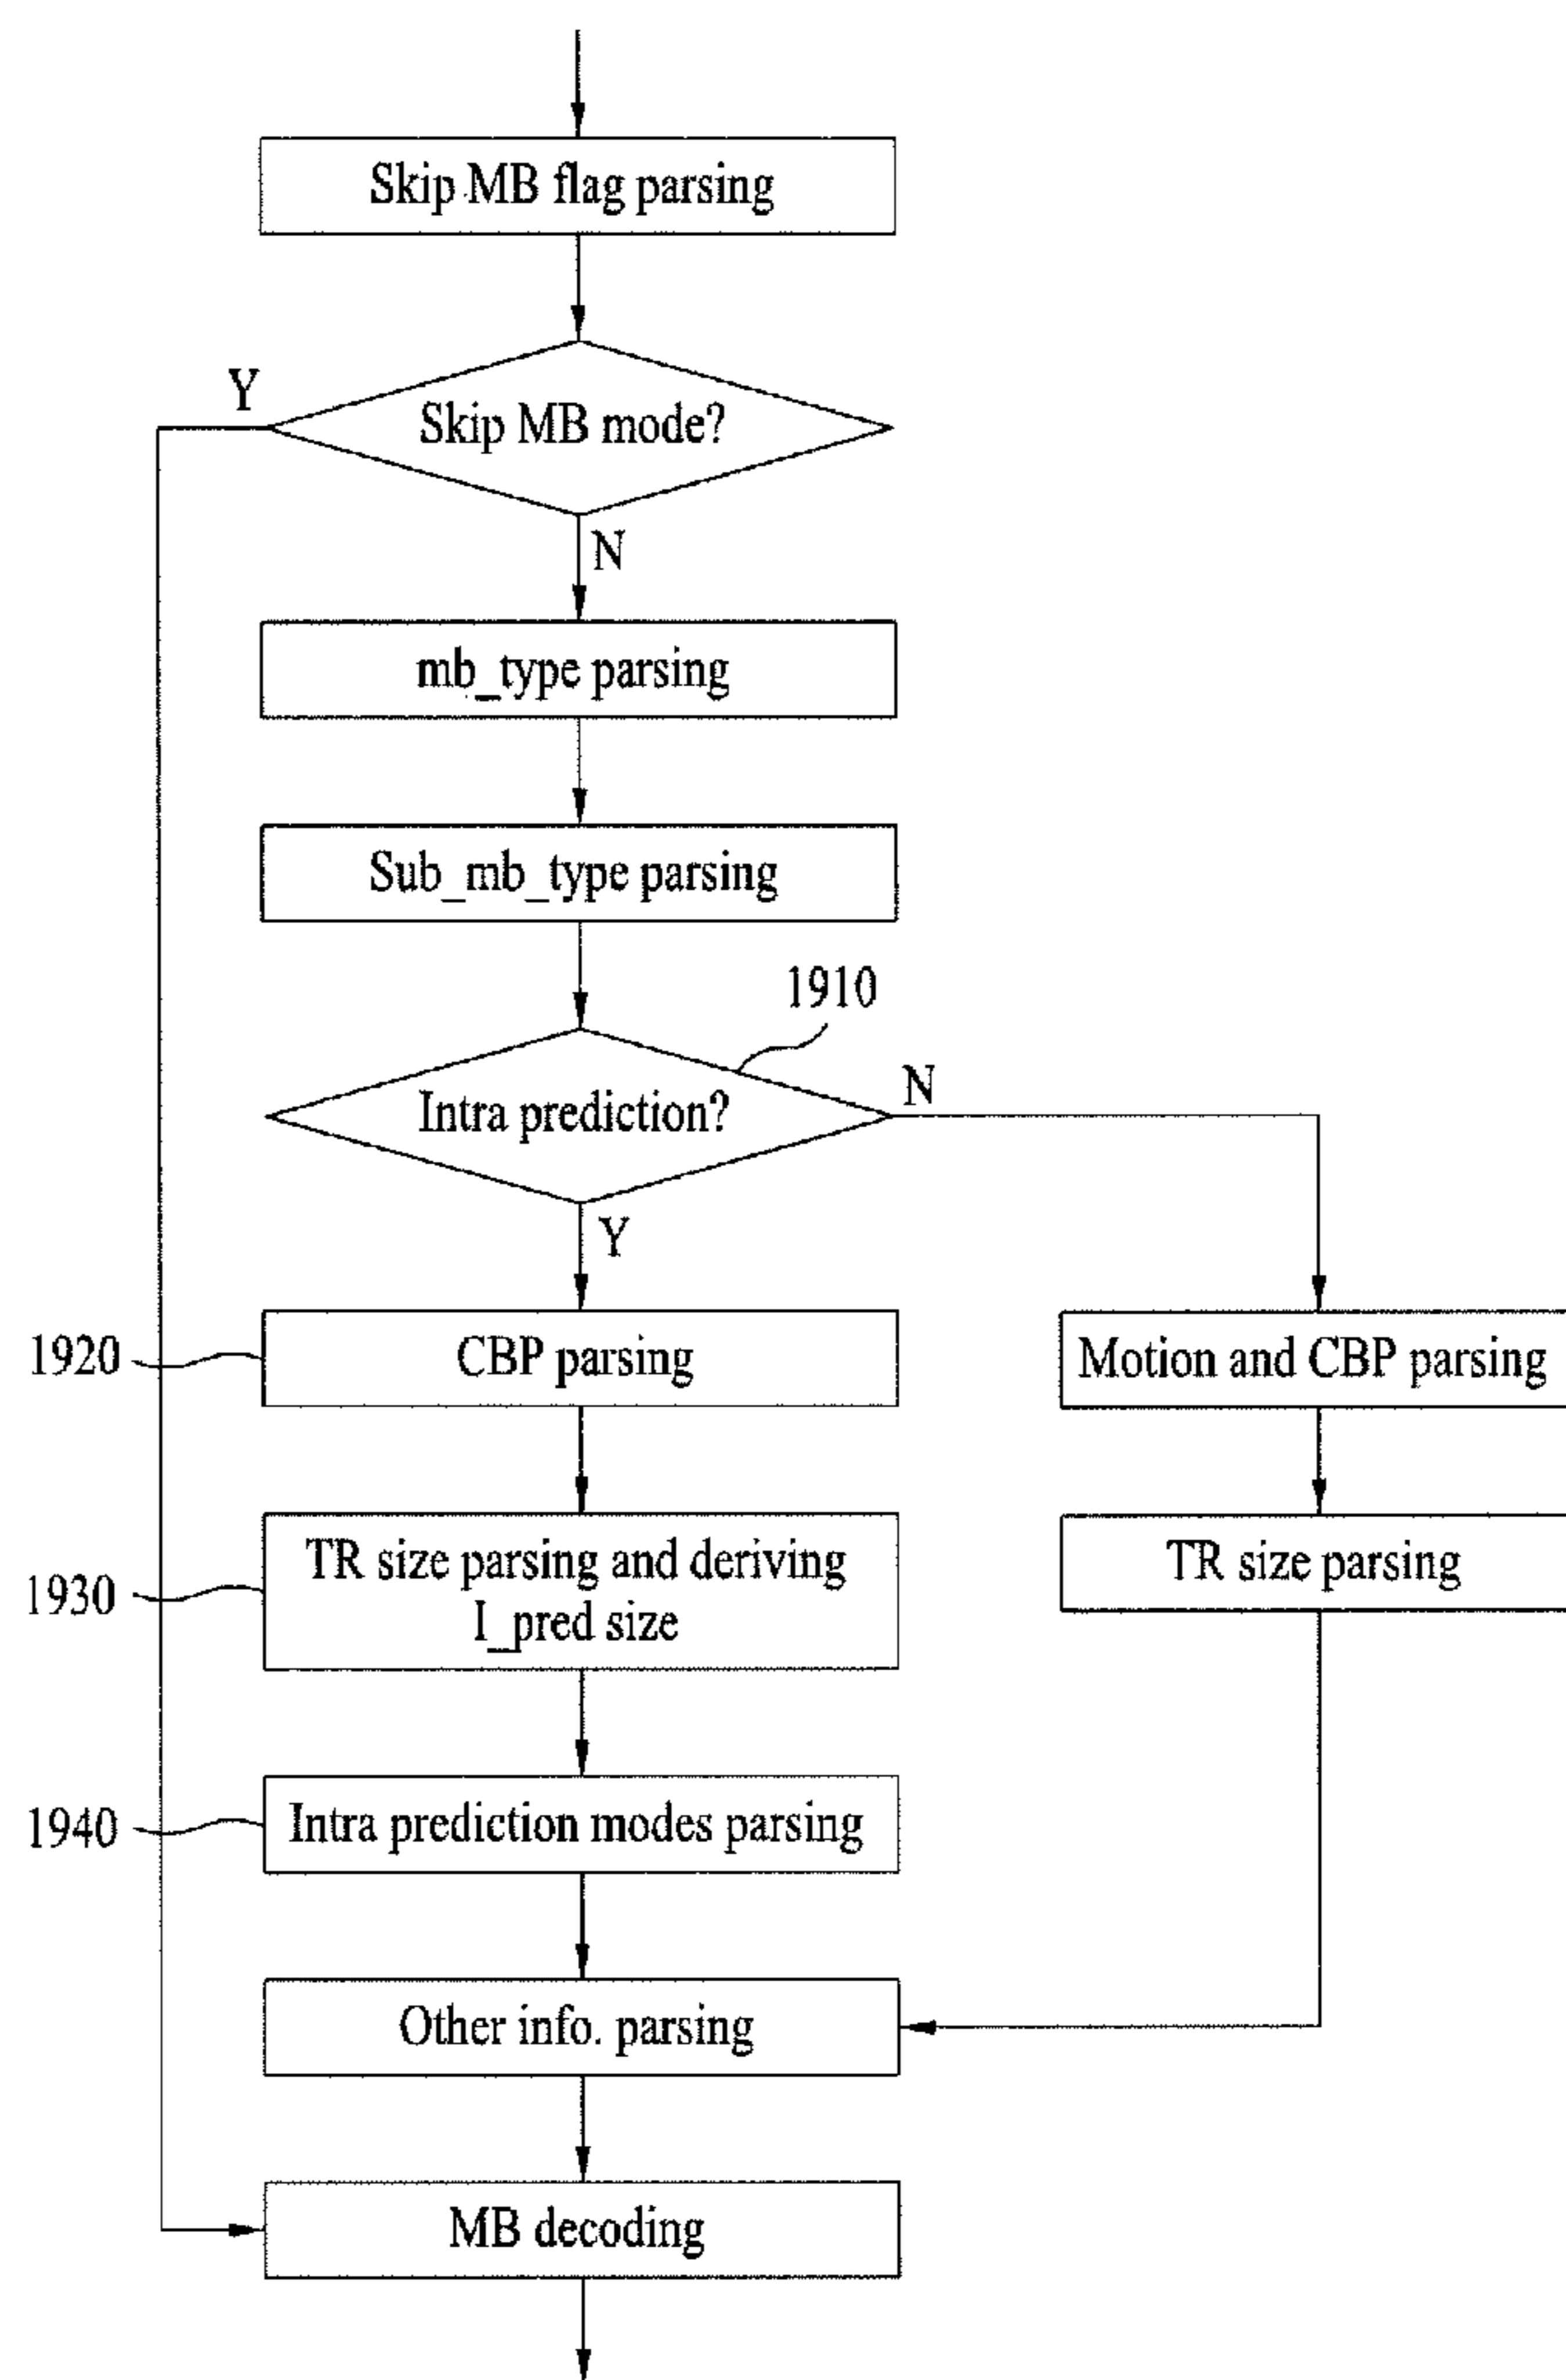 Skip MB flag parsing
Y
Skip MB mode?
N
mb_type parsing
Sub_mb_type parsing
1910
Intra prediction?
N
Y
1920
CBP parsing
Motion and CBP parsing
1930
TR size parsing and deriving
I_pred size
TR size parsing
1940
Intra prediction modes parsing
Other info. parsing
MB decoding